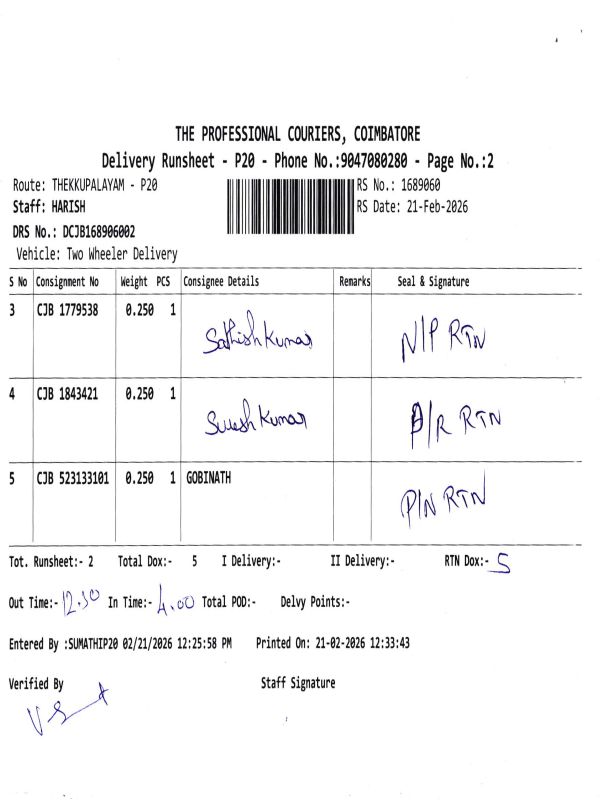 THE PROFESSIONAL COURIERS, COIMBATORE
Delivery Runsheet - P20 - Phone No.:9047080280 - Page No.:2
Route: THEKKUPALAYAM - P20
RS No.: 1689060
Staff: HARISH
RS Date: 21-Feb-2026
DRS No.: DCJB168906002
Vehicle: Two Wheeler Delivery
S No Consignment No Weight PCS Consignee Details Remarks Seal & Signature
3 CJB 1779538 0.250 1 Sathish Kumar N/P RTN
4 CJB 1843421 0.250 1 Suresh Kumar D/R RTN
5 CJB 523133101 0.250 1 GOBINATH P/N RTN
Tot. Runsheet:- 2 Total Dox:- 5 I Delivery:- II Delivery:- RTN Dox:- 5
Out Time:- 12.30 In Time:- 4.00 Total POD:- Delvy Points:-
Entered By :SUMATHIP20 02/21/2026 12:25:58 PM Printed On: 21-02-2026 12:33:43
Verified By Staff Signature